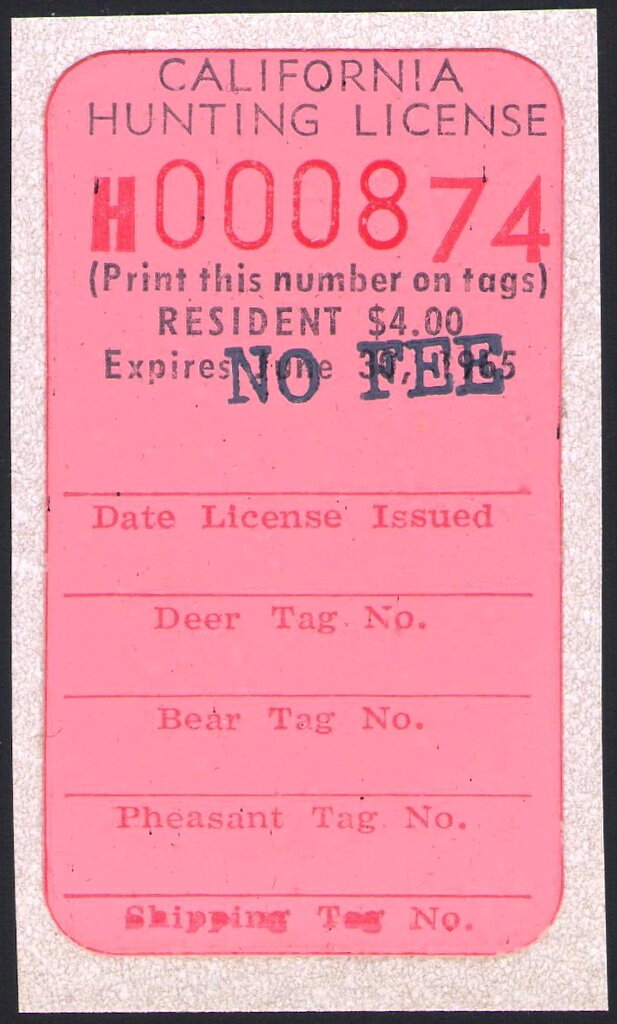 CALIFORNIA
HUNTING LICENSE
H000874
(Print this number on tags)
RESIDENT $4.00
Expires June 30, 1965
NO FEE
Date License Issued
Deer Tag No.
Bear Tag No.
Pheasant Tag No.
Shipping Tag No.